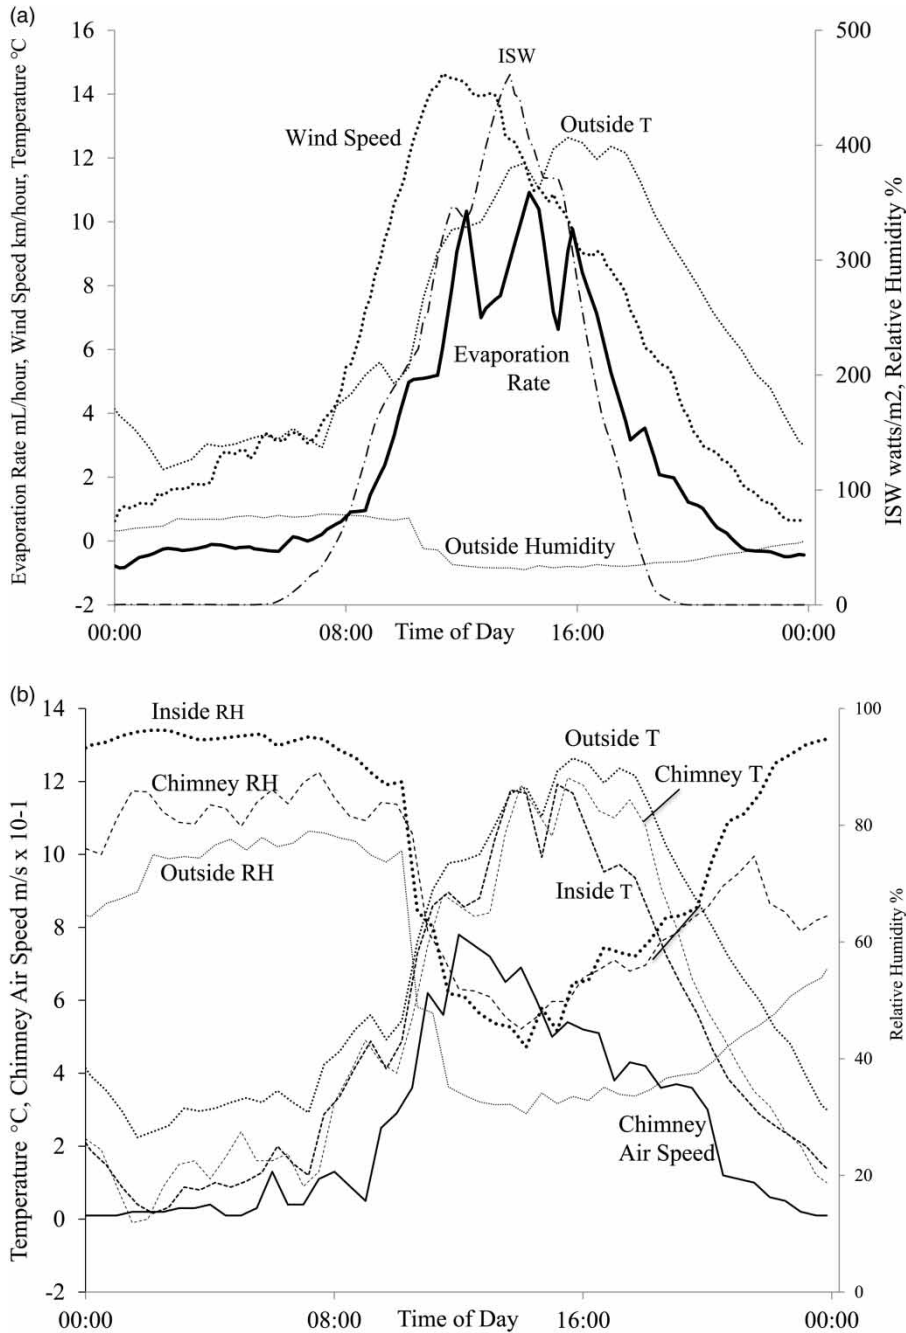 (a)
Evaporation Rate mL/hour, Wind Speed km/hour, Temperature °C
16
14
12
10
8
6
4
2
0
-2
500
400
300
200
100
0
ISW watts/m2, Relative Humidity %
ISW
Wind Speed
Outside T
Evaporation
Rate
Outside Humidity
00:00
08:00
16:00
00:00
Time of Day
(b)
Temperature °C, Chimney Air Speed m/s x 10-1
14
12
10
8
6
4
2
0
-2
100
80
60
40
20
0
Relative Humidity %
Inside RH
Outside T
Chimney RH
Chimney T
Outside RH
Inside T
Chimney
Air Speed
00:00
08:00
16:00
00:00
Time of Day